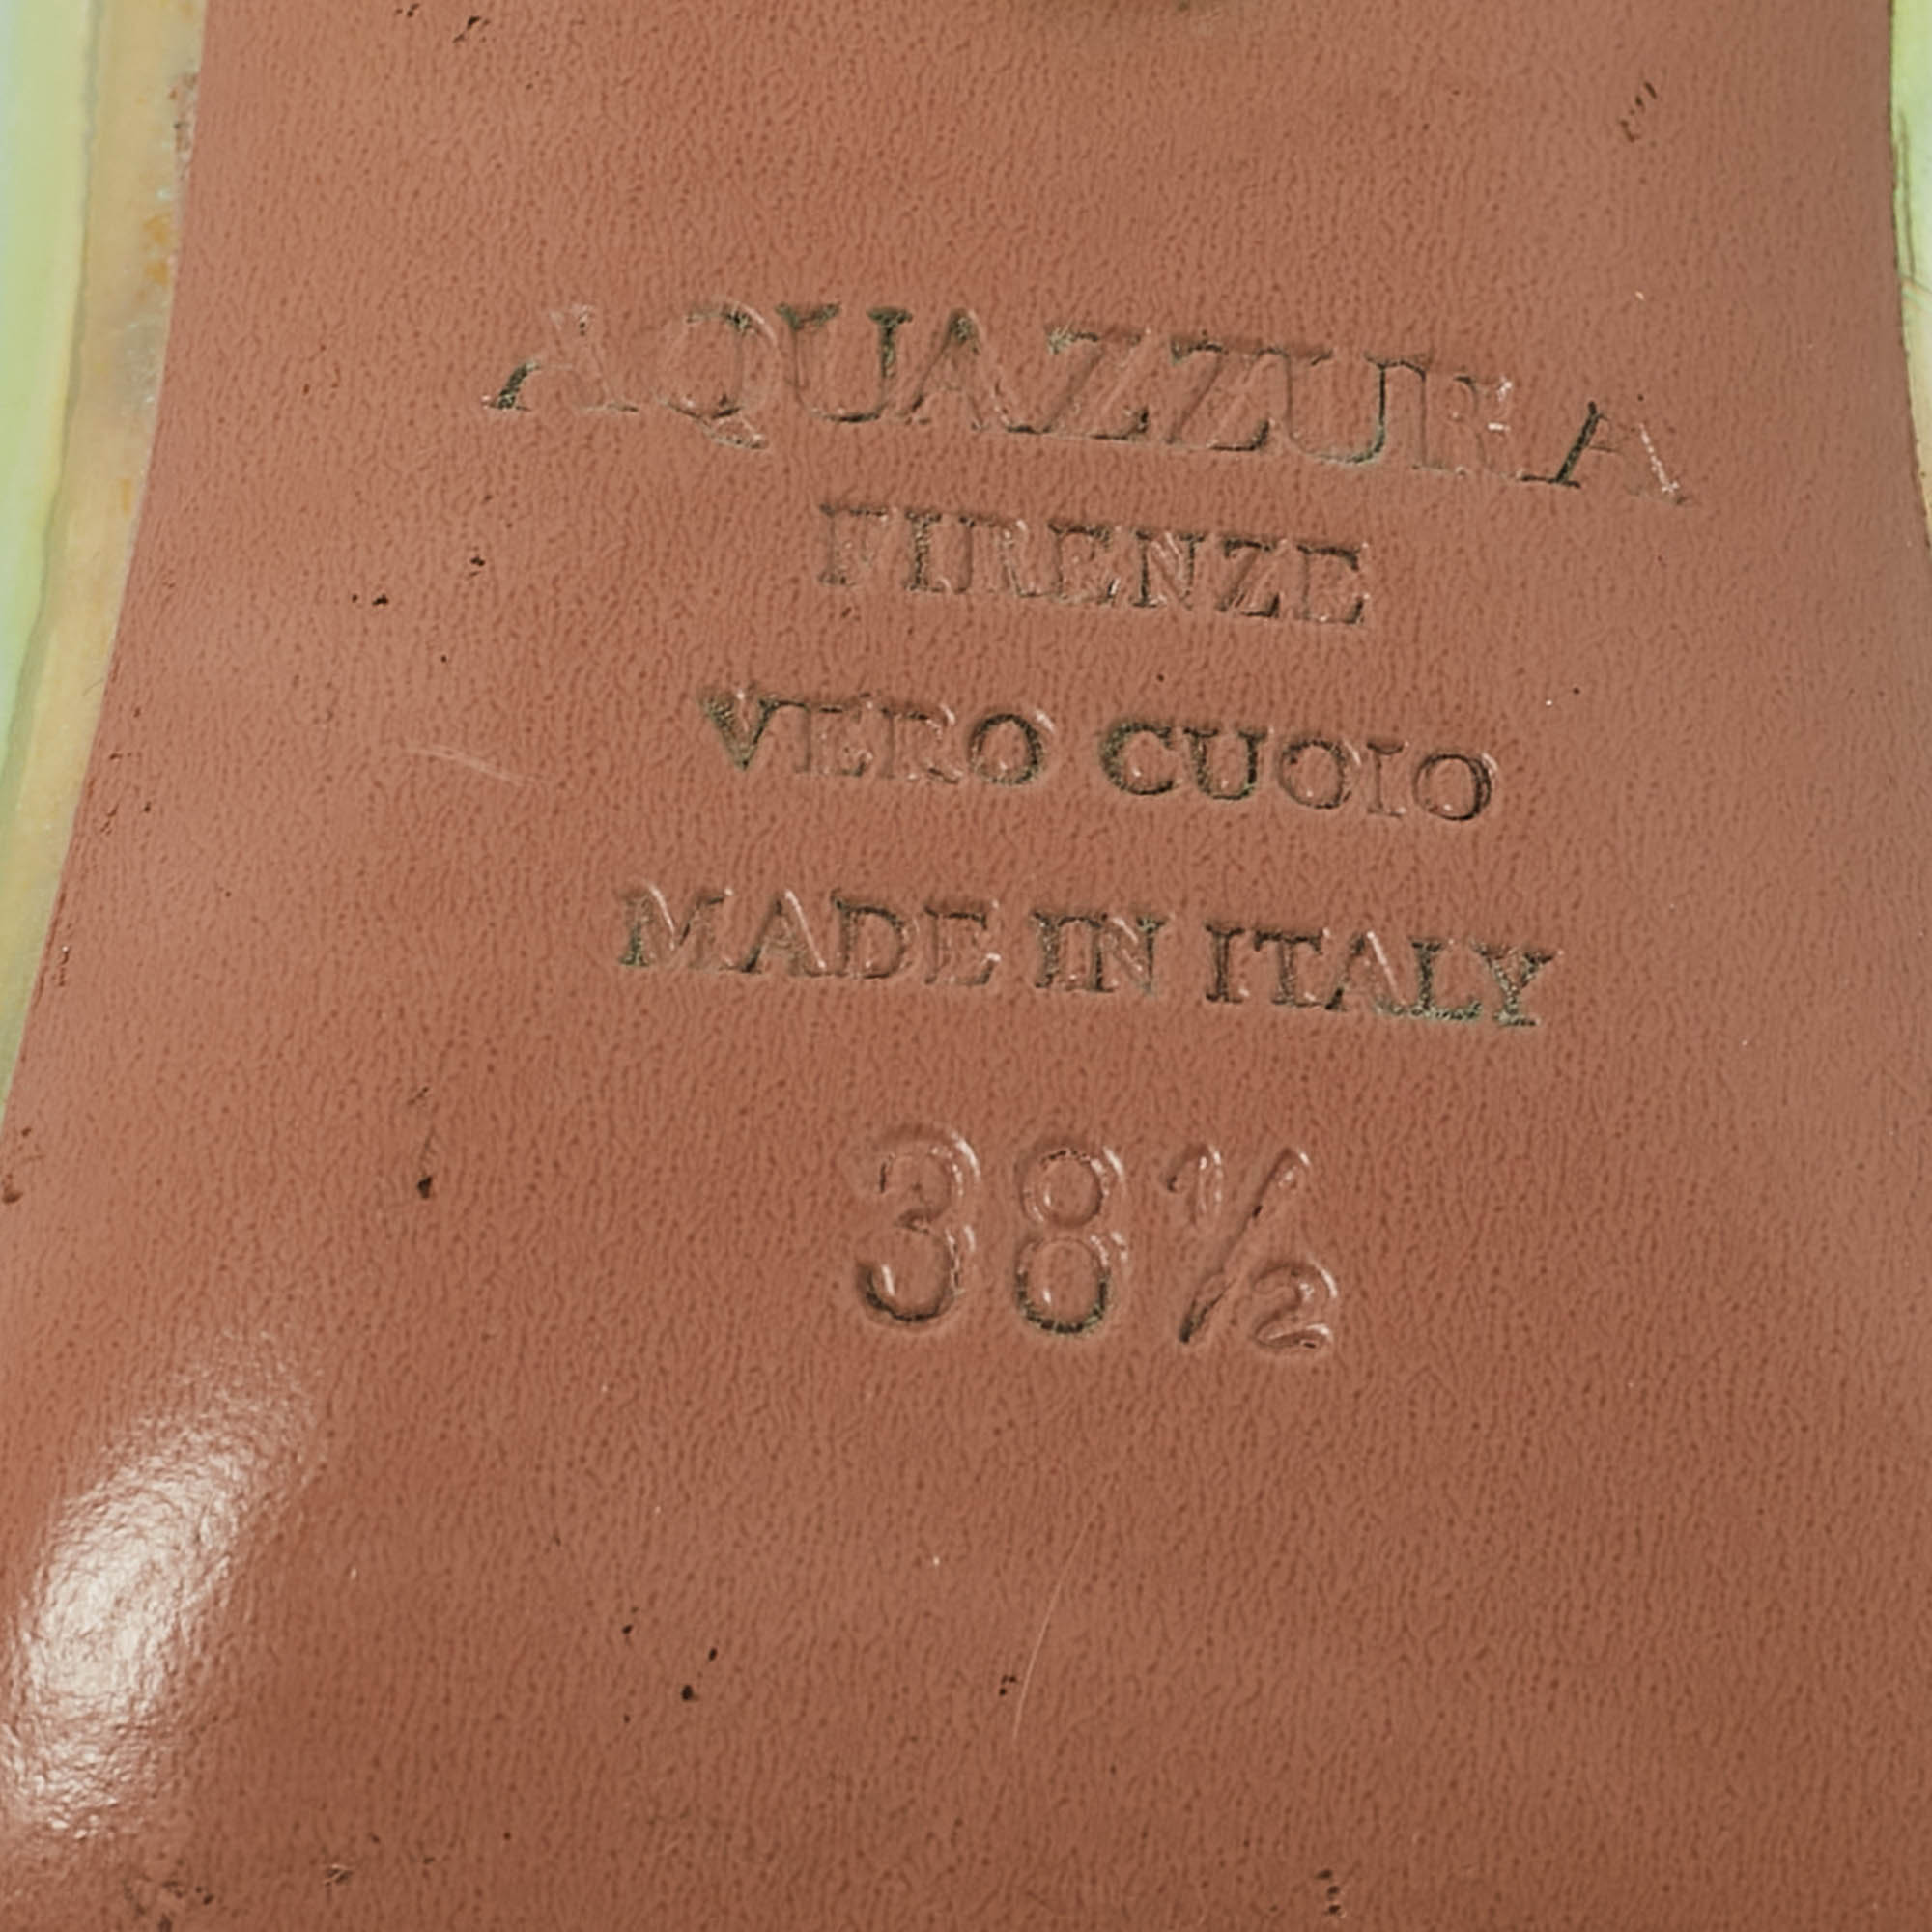 AQUAZZURA
FIRENZE
VERO CUOIO
MADE IN ITALY
38½